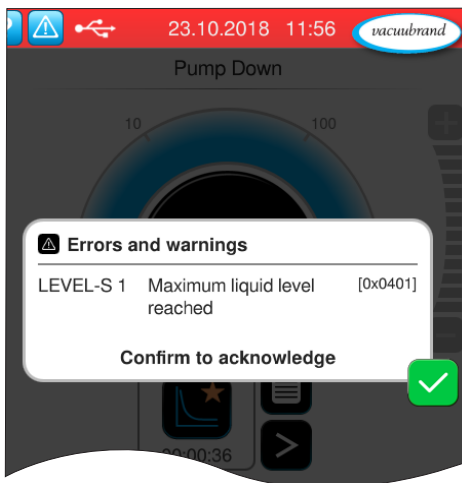 23.10.2018 11:56
vacuubrand
Pump Down
10
100
Errors and warnings
LEVEL-S 1 Maximum liquid level [0x0401]
reached
Confirm to acknowledge
00:00:36